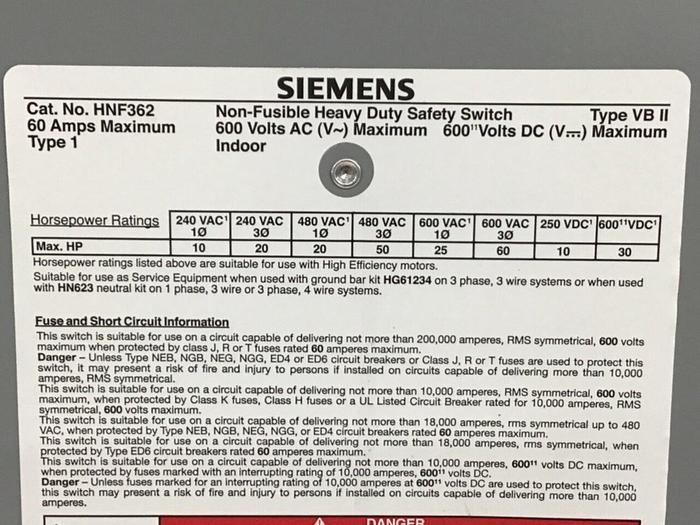 SIEMENS
Cat. No. HNF362 Non-Fusible Heavy Duty Safety Switch Type VB II
60 Amps Maximum 600 Volts AC (V~) Maximum 600¹¹Volts DC (V⎓) Maximum
Type 1 Indoor
Horsepower Ratings 240 VAC¹ 240 VAC 480 VAC¹ 480 VAC 600 VAC¹ 600 VAC 250 VDC¹ 600¹¹VDC¹
1Ø 3Ø 1Ø 3Ø 1Ø 3Ø
Max. HP 10 20 20 50 25 60 10 30
Horsepower ratings listed above are suitable for use with High Efficiency motors.
Suitable for use as Service Equipment when used with ground bar kit HG61234 on 3 phase, 3 wire systems or when used
with HN623 neutral kit on 1 phase, 3 wire or 3 phase, 4 wire systems.
Fuse and Short Circuit Information
This switch is suitable for use on a circuit capable of delivering not more than 200,000 amperes, RMS symmetrical, 600 volts
maximum when protected by class J, R or T fuses rated 60 amperes maximum.
Danger – Unless Type NEB, NGB, NEG, NGG, ED4 or ED6 circuit breakers or Class J, R or T fuses are used to protect this
switch, it may present a risk of fire and injury to persons if installed on circuits capable of delivering more than 10,000
amperes, RMS symmetrical.
This switch is suitable for use on a circuit capable of delivering not more than 10,000 amperes, RMS symmetrical, 600 volts
maximum, when protected by Class K fuses, Class H fuses or a UL Listed Circuit Breaker rated for 10,000 amperes, RMS
symmetrical, 600 volts maximum.
This switch is suitable for use on a circuit capable of delivering not more than 18,000 amperes, rms symmetrical up to 480
VAC, when protected by Type NEB, NGB, NEG, NGG, or ED4 circuit breakers rated 60 amperes maximum.
This switch is suitable for use on a circuit capable of delivering not more than 18,000 amperes, rms symmetrical, when
protected by Type ED6 circuit breakers rated 60 amperes maximum.
This switch is suitable for use on a circuit capable of delivering not more than 10,000 amperes, 600¹¹ volts DC maximum,
when protected by fuses marked with an interrupting rating of 10,000 amperes, 600¹¹ volts DC.
Danger – Unless fuses marked for an interrupting rating of 10,000 amperes at 600¹¹ volts DC are used to protect this switch,
this switch may present a risk of fire and injury to persons if installed on circuits capable of delivering more than 10,000
amperes.
DANGER